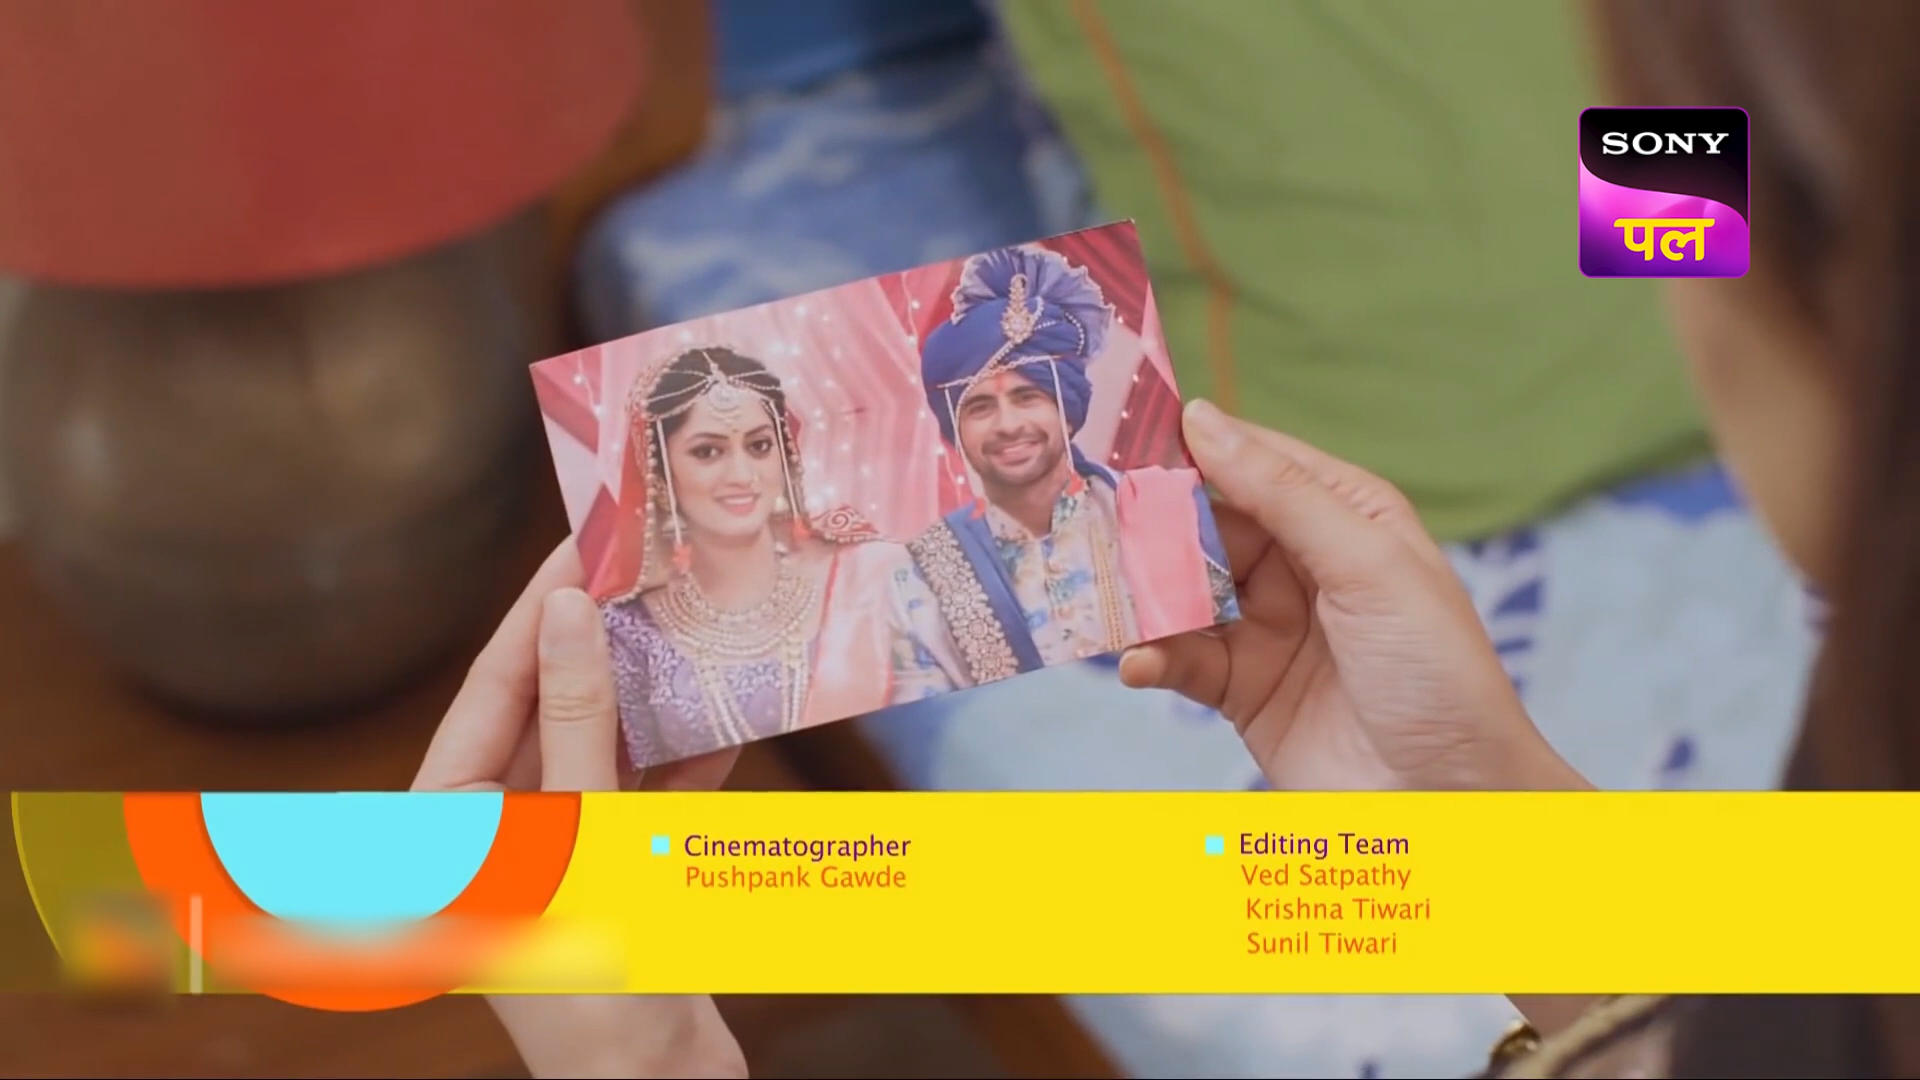 SONY
पल
Cinematographer
Pushpank Gawde
Editing Team
Ved Satpathy
Krishna Tiwari
Sunil Tiwari